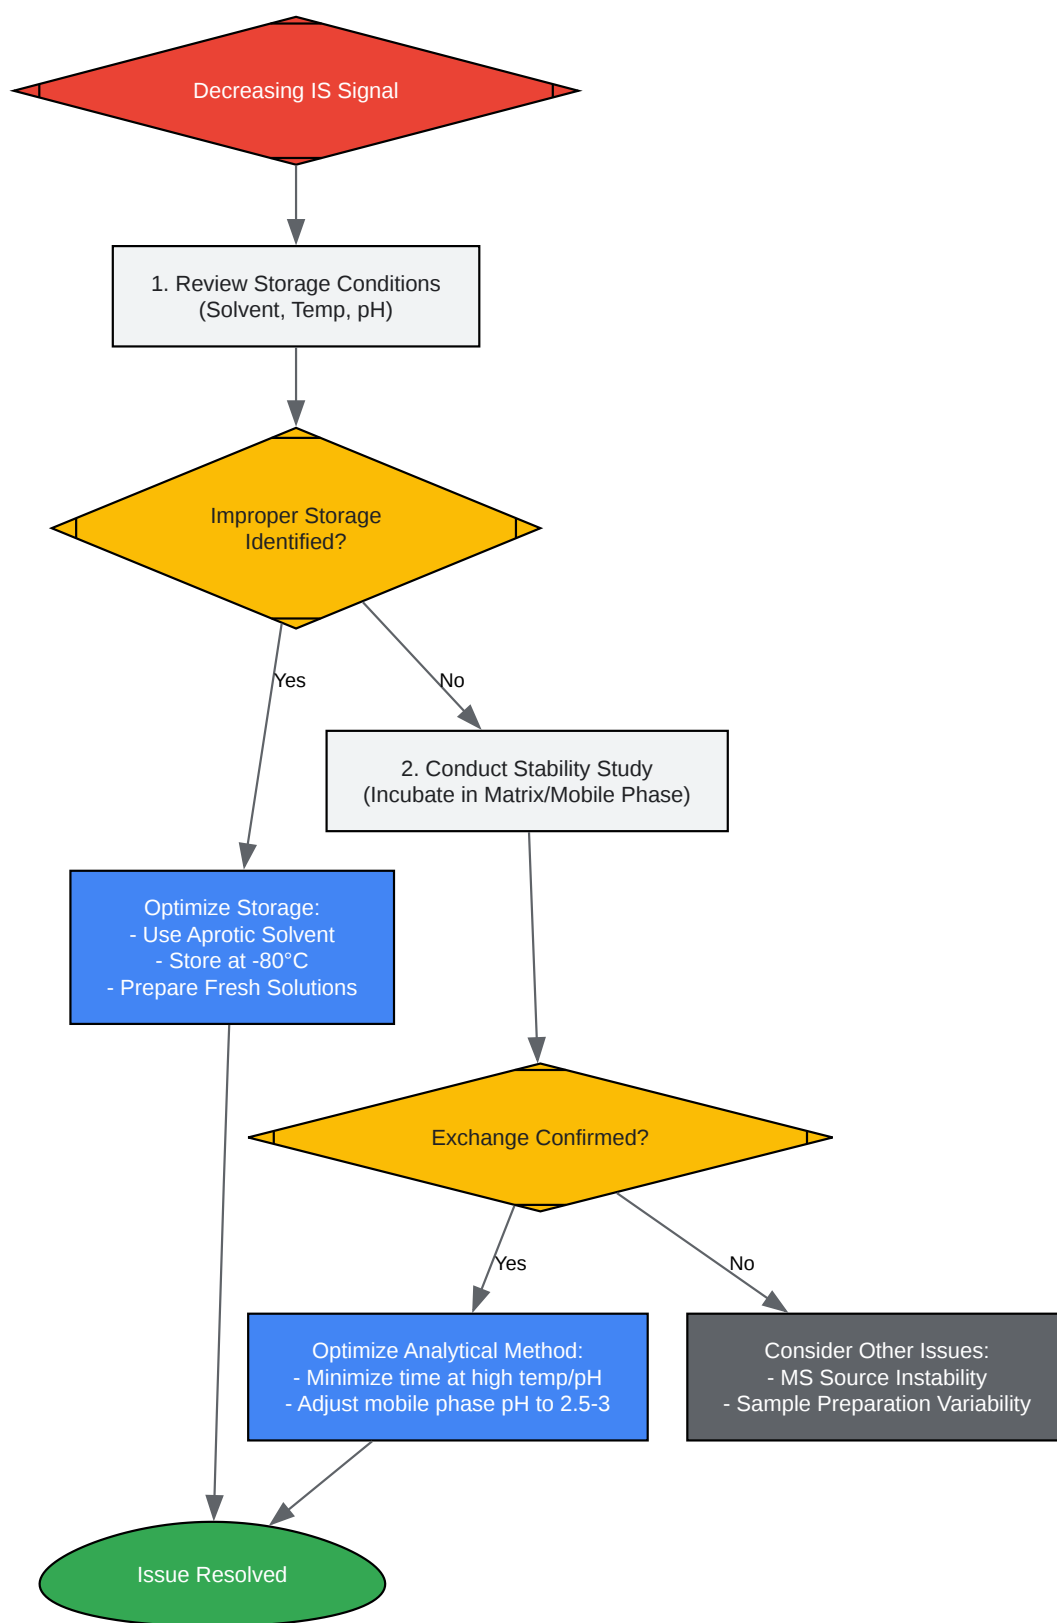 Decreasing IS Signal
1. Review Storage Conditions
(Solvent, Temp, pH)
Improper Storage
Identified?
Yes
No
2. Conduct Stability Study
(Incubate in Matrix/Mobile Phase)
Optimize Storage:
- Use Aprotic Solvent
- Store at -80°C
- Prepare Fresh Solutions
Exchange Confirmed?
Yes
No
Optimize Analytical Method:
- Minimize time at high temp/pH
- Adjust mobile phase pH to 2.5-3
Consider Other Issues:
- MS Source Instability
- Sample Preparation Variability
Issue Resolved